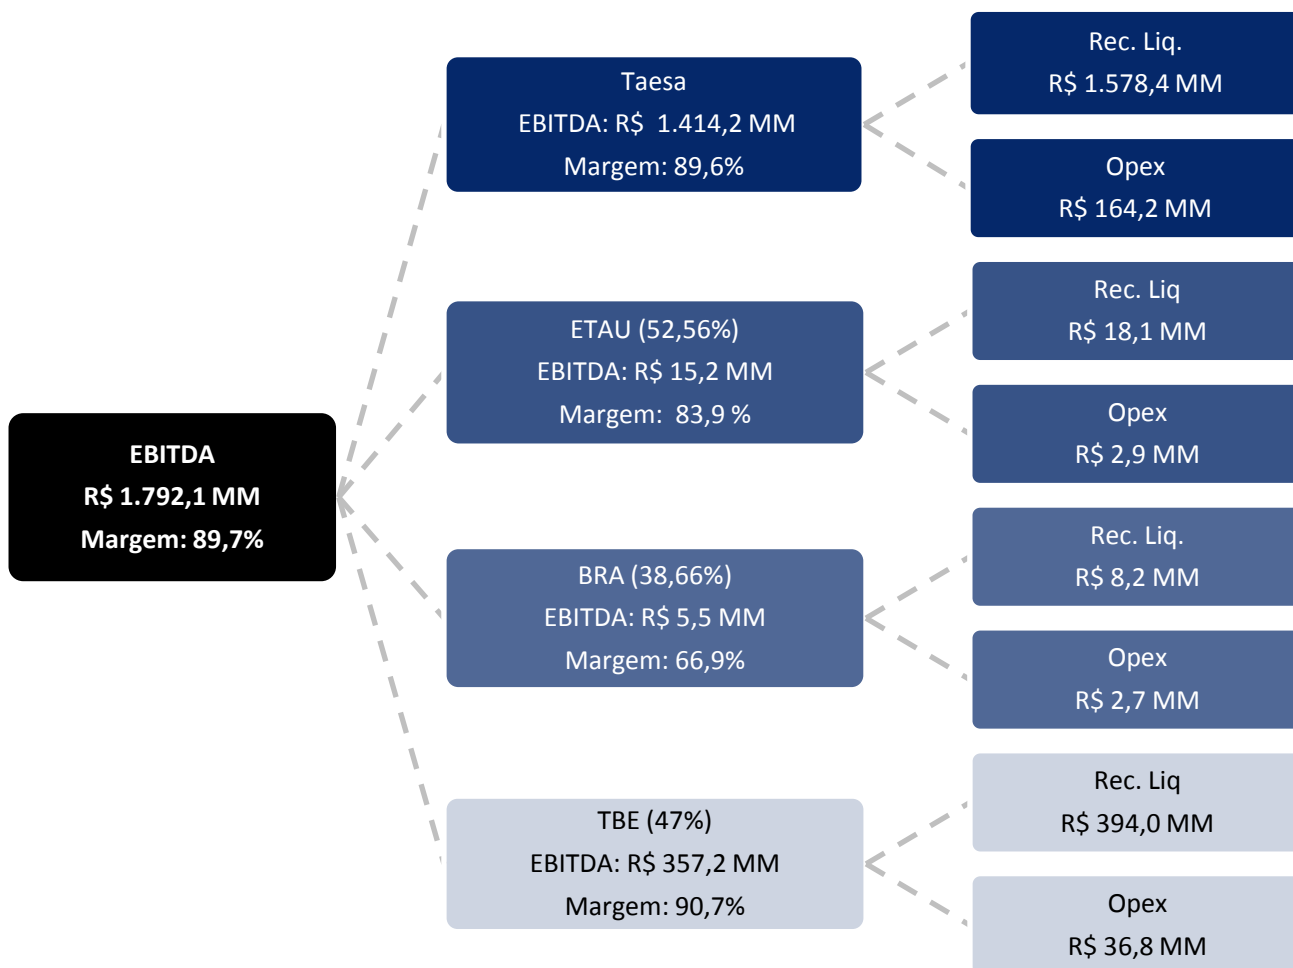 EBITDA
R$ 1.792,1 MM
Margem: 89,7%
Taesa
EBITDA: R$ 1.414,2 MM
Margem: 89,6%
Rec. Liq.
R$ 1.578,4 MM
Opex
R$ 164,2 MM
ETAU (52,56%)
EBITDA: R$ 15,2 MM
Margem: 83,9 %
Rec. Liq
R$ 18,1 MM
Opex
R$ 2,9 MM
BRA (38,66%)
EBITDA: R$ 5,5 MM
Margem: 66,9%
Rec. Liq.
R$ 8,2 MM
Opex
R$ 2,7 MM
TBE (47%)
EBITDA: R$ 357,2 MM
Margem: 90,7%
Rec. Liq
R$ 394,0 MM
Opex
R$ 36,8 MM